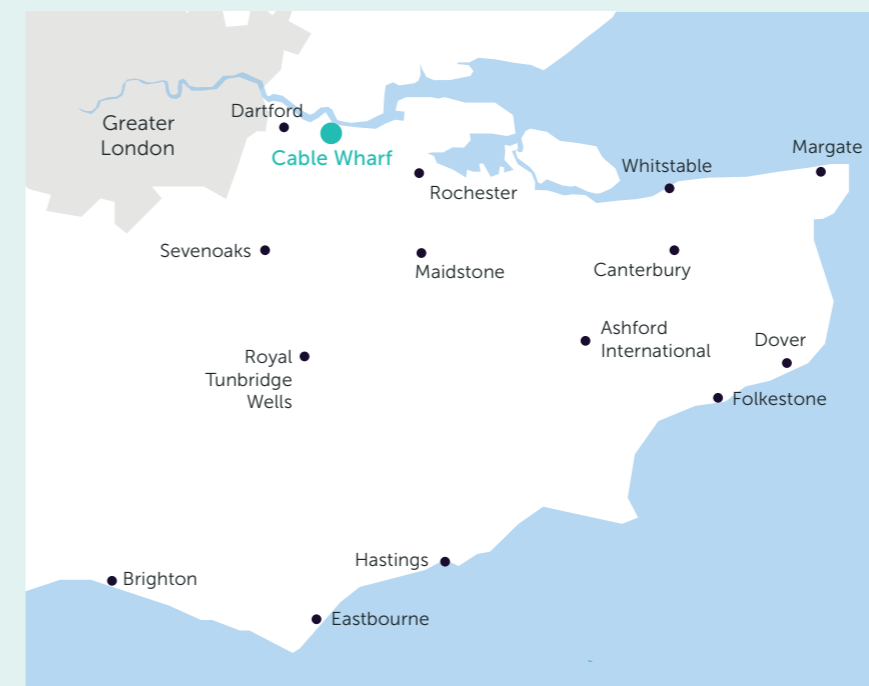 Dartford
Greater
London
Cable Wharf
Margate
Whitstable
Rochester
Sevenoaks
Maidstone
Canterbury
Ashford
International
Dover
Royal
Tunbridge
Wells
Folkestone
Hastings
Brighton
Eastbourne